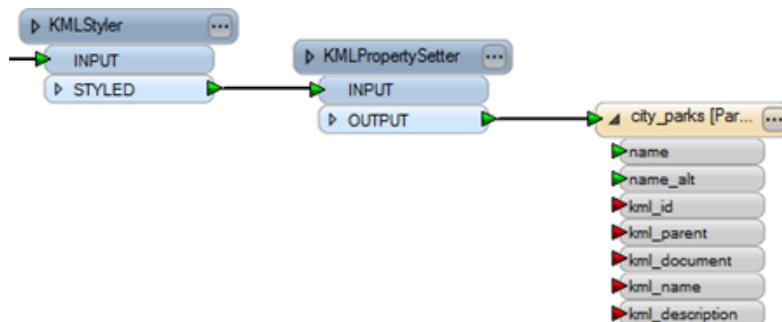 KMLStyler
INPUT
STYLED
KMLPropertySetter
INPUT
OUTPUT
city_parks [Par...
name
name_alt
kml_id
kml_parent
kml_document
kml_name
kml_description